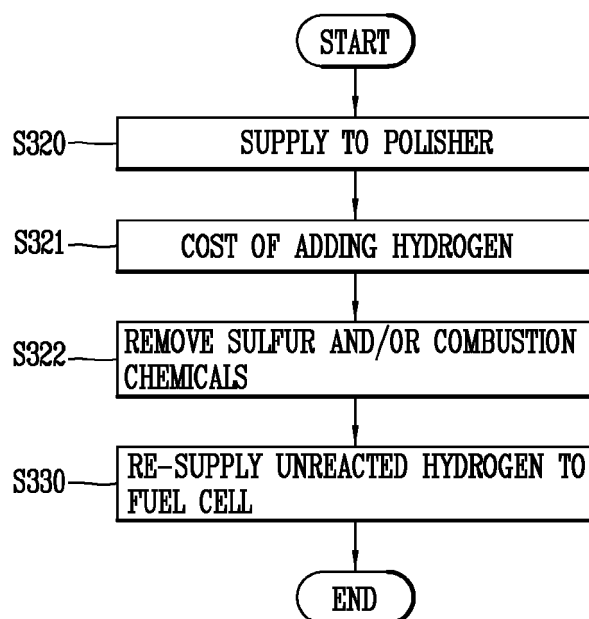 START
S320
SUPPLY TO POLISHER
S321
COST OF ADDING HYDROGEN
S322
REMOVE SULFUR AND/OR COMBUSTION
CHEMICALS
S330
RE-SUPPLY UNREACTED HYDROGEN TO
FUEL CELL
END